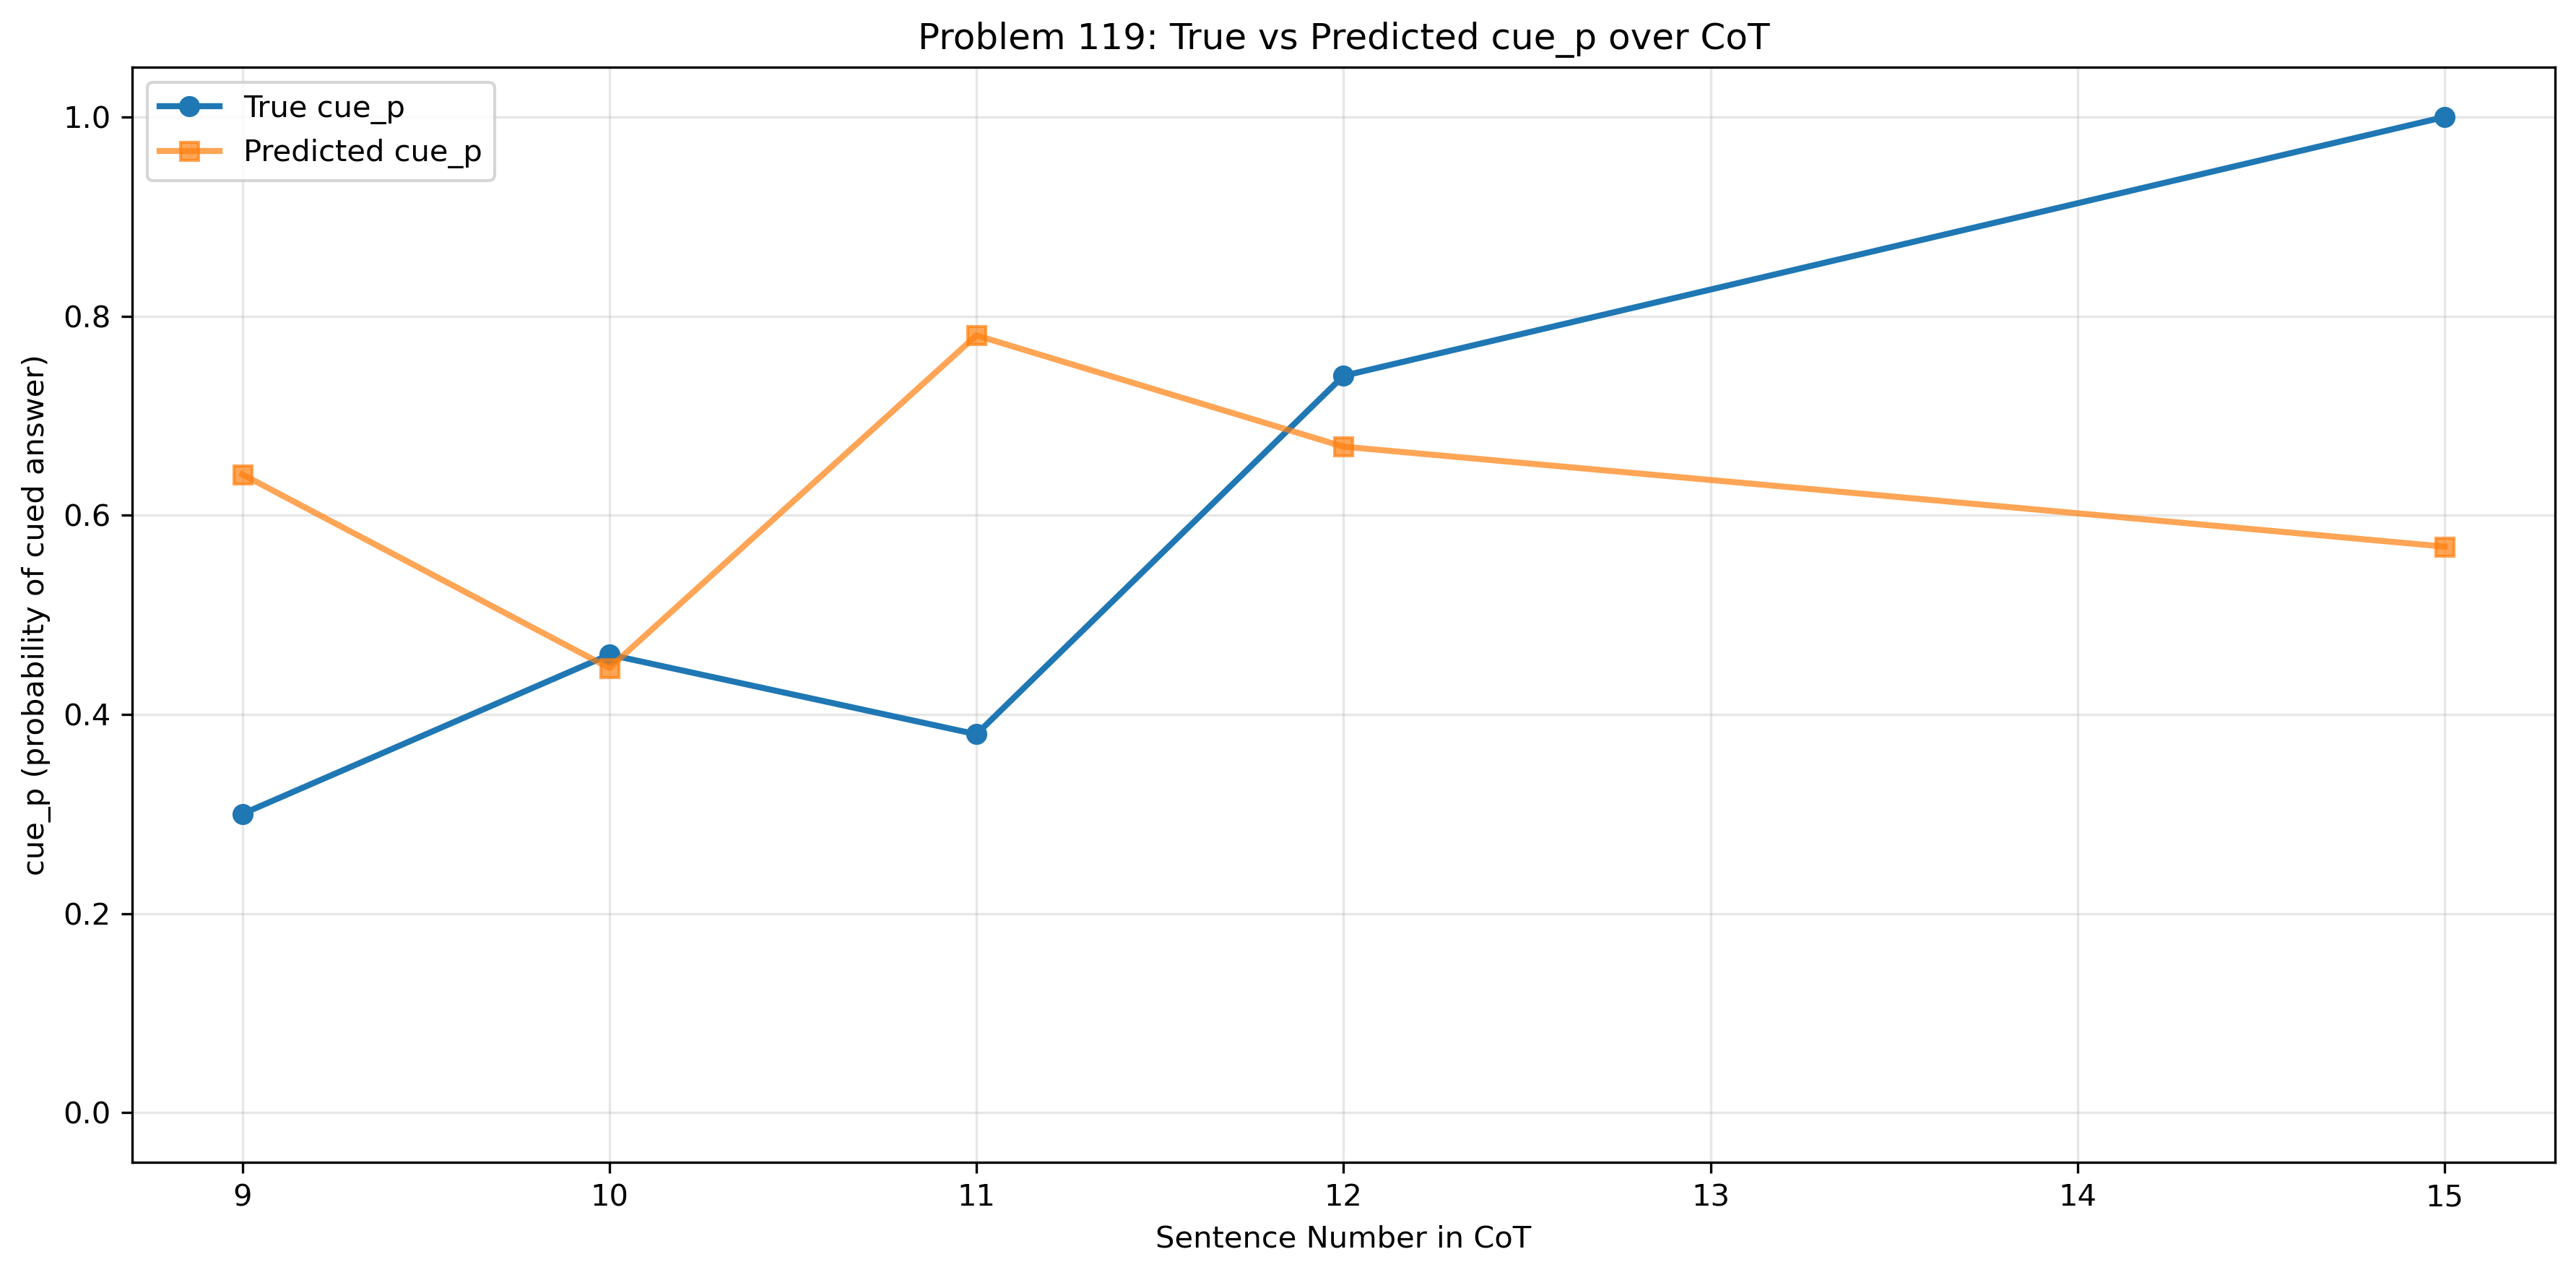 Problem 119: True vs Predicted cue_p over CoT
True cue_p
Predicted cue_p
cue_p (probability of cued answer)
1.0
0.8
0.6
0.4
0.2
0.0
9 10 11 12 13 14 15
Sentence Number in CoT